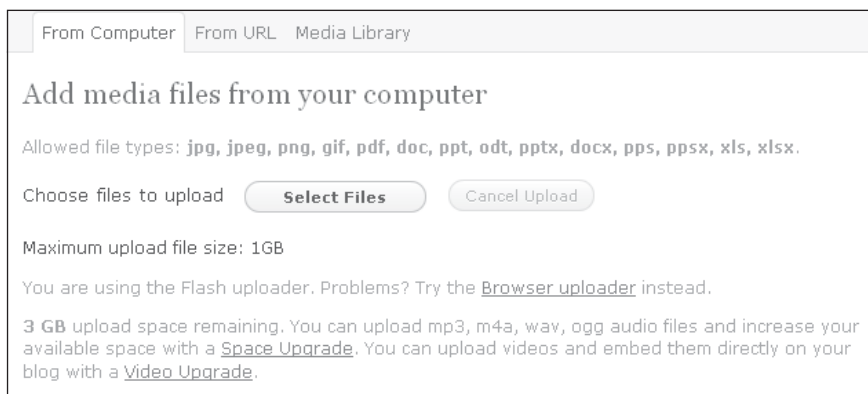 From Computer From URL Media Library
Add media files from your computer
Allowed file types: jpg, jpeg, png, gif, pdf, doc, ppt, odt, pptx, docx, pps, ppsx, xls, xlsx.
Choose files to upload Select Files Cancel Upload
Maximum upload file size: 1GB
You are using the Flash uploader. Problems? Try the Browser uploader instead.
3 GB upload space remaining. You can upload mp3, m4a, wav, ogg audio files and increase your
available space with a Space Upgrade. You can upload videos and embed them directly on your
blog with a Video Upgrade.